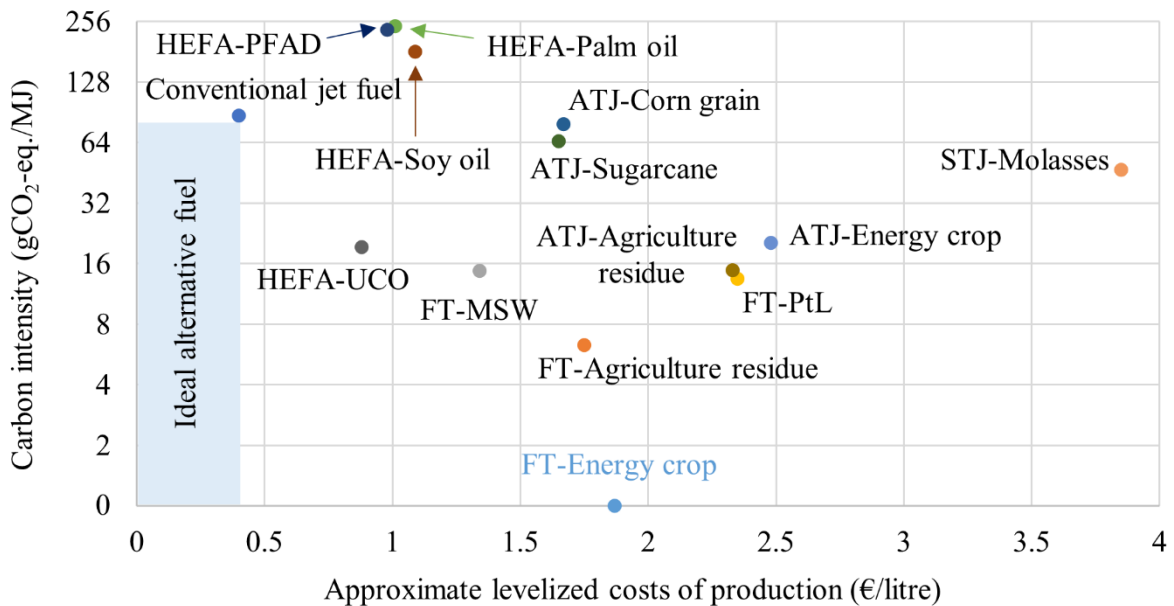 Carbon intensity (gCO₂-eq./MJ)
256
128
64
32
16
8
4
2
0
HEFA-PFAD
HEFA-Palm oil
Conventional jet fuel
ATJ-Corn grain
HEFA-Soy oil
ATJ-Sugarcane
STJ-Molasses
Ideal alternative fuel
ATJ-Agriculture
residue
ATJ-Energy crop
HEFA-UCO
FT-MSW
FT-PtL
FT-Agriculture residue
FT-Energy crop
0
0.5
1
1.5
2
2.5
3
3.5
4
Approximate levelized costs of production (€/litre)